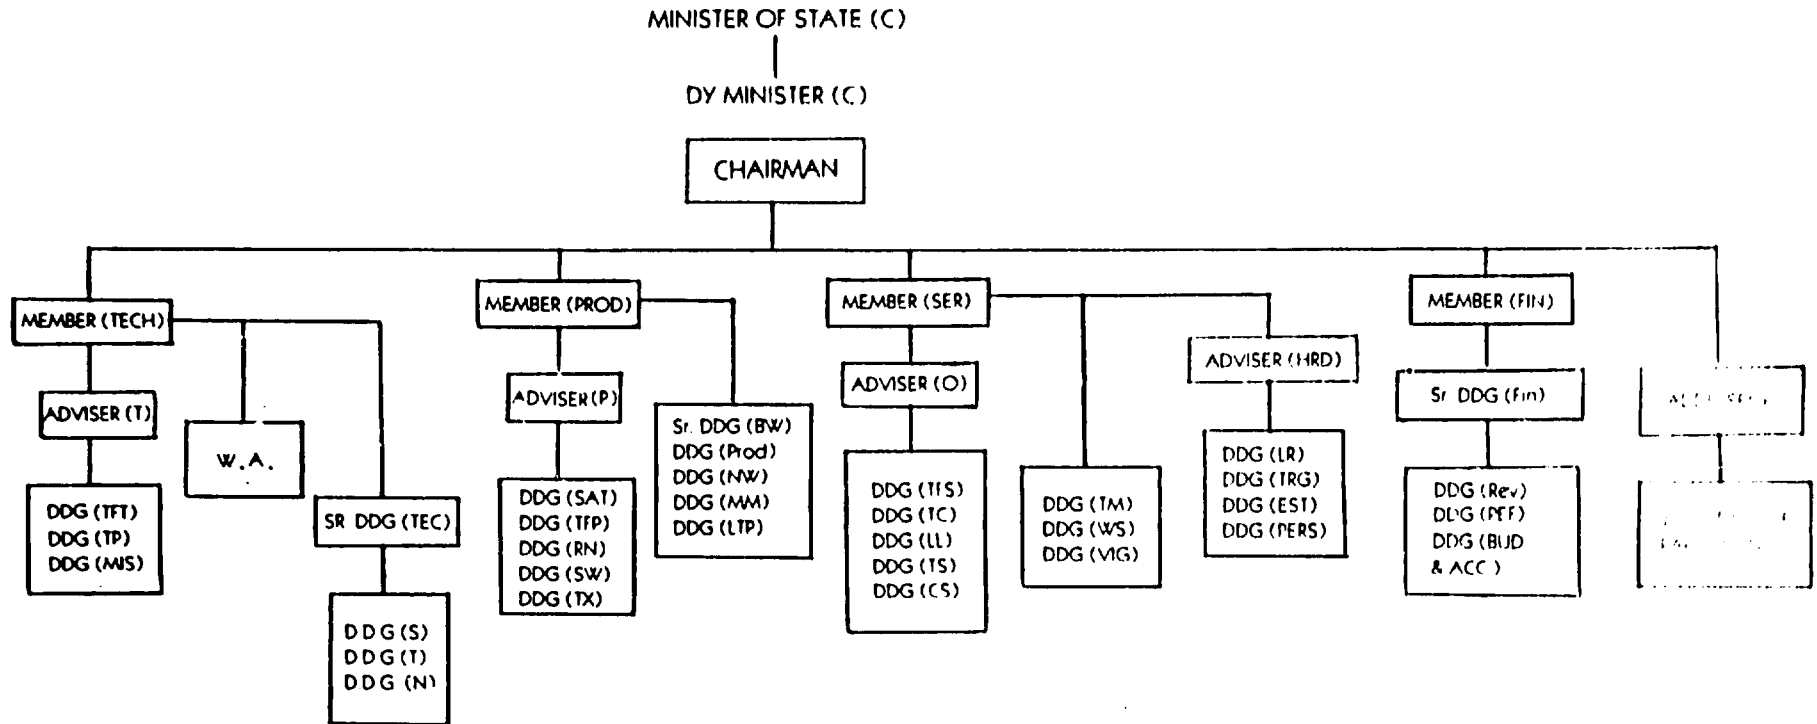 MINISTER OF STATE (C)
DY MINISTER (C)
CHAIRMAN
MEMBER (TECH)
ADVISER (T)
DDG (TFT)
DDG (TP)
DDG (MIS)
W.A.
SR DDG (TEC)
DDG (S)
DDG (T)
DDG (N)
MEMBER (PROD)
ADVISER (P)
DDG (SAT)
DDG (TFP)
DDG (RN)
DDG (SW)
DDG (TX)
Sr. DDG (BW)
DDG (Prod)
DDG (NW)
DDG (MM)
DDG (LTP)
MEMBER (SER)
ADVISER (O)
DDG (TFS)
DDG (TC)
DDG (LL)
DDG (TS)
DDG (CS)
DDG (TM)
DDG (WS)
DDG (VIG)
ADVISER (HRD)
DDG (LR)
DDG (TRG)
DDG (EST)
DDG (PERS)
MEMBER (FIN)
Sr. DDG (Fin)
DDG (Rev)
DDG
DDG (BUD
& ACC)